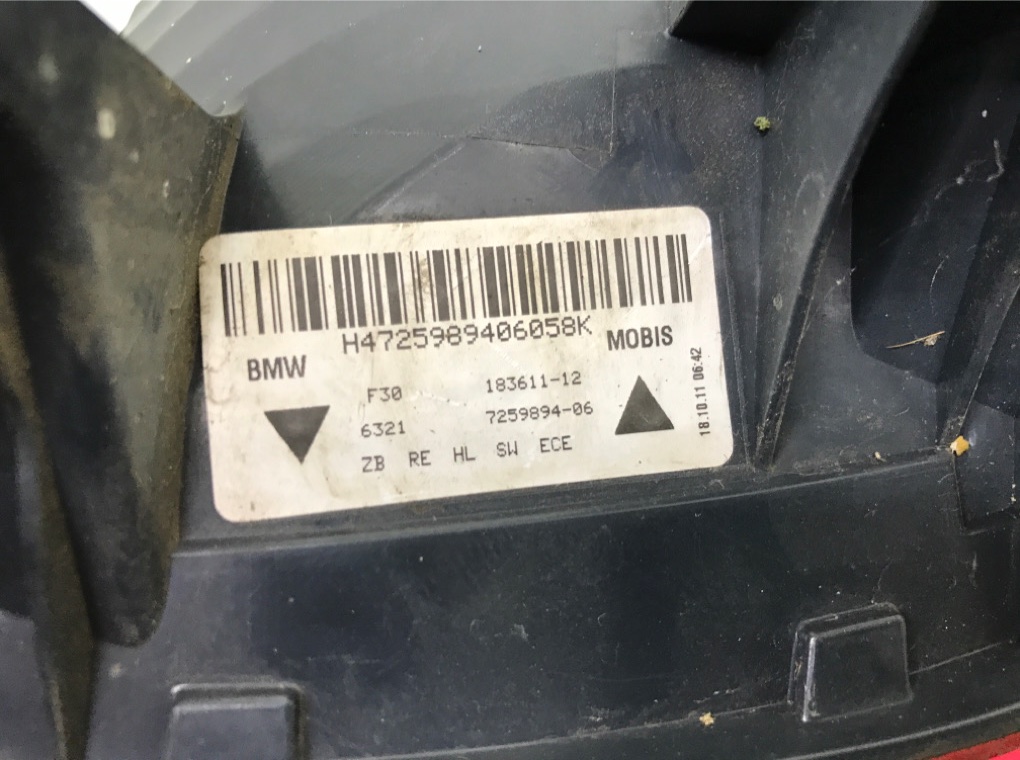 H4725989406058K
BMW
MOBIS
F30 183611-12
6321 7259894-06
ZB RE HL SW ECE
18.10.11 06:42